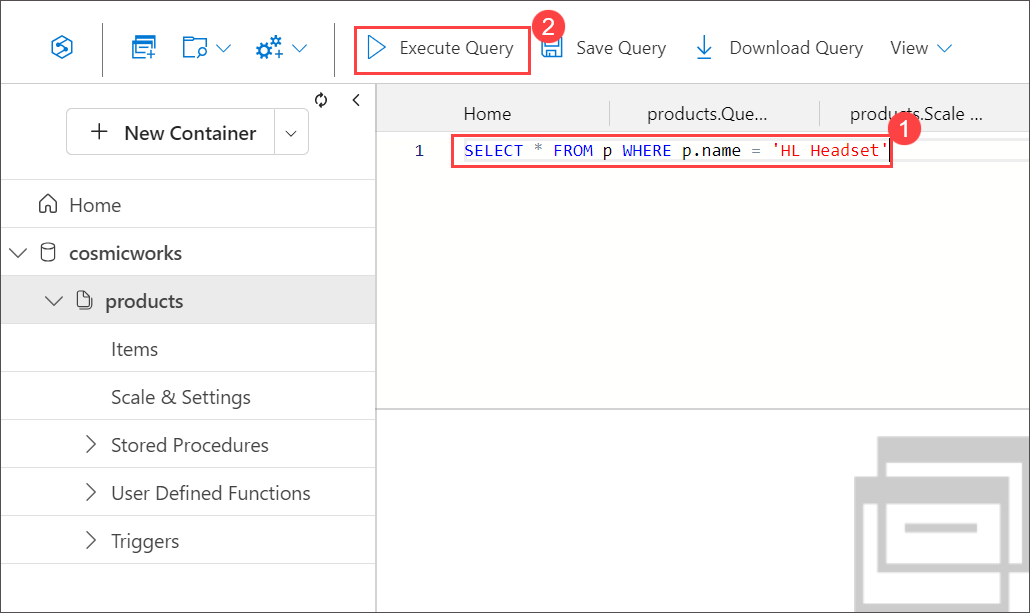 2
Execute Query
Save Query
Download Query
View
New Container
Home
products.Que...
products.Scale ...
1
1
SELECT * FROM p WHERE p.name = 'HL Headset'
Home
cosmicworks
products
Items
Scale & Settings
Stored Procedures
User Defined Functions
Triggers